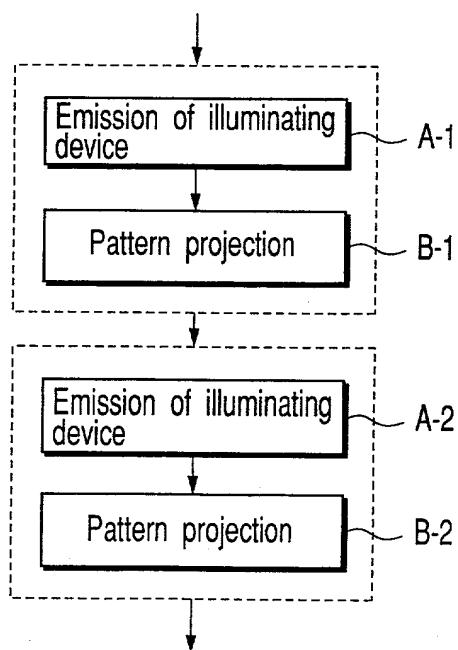 Emission of illuminating
device
A-1
Pattern projection
B-1
Emission of illuminating
device
A-2
Pattern projection
B-2